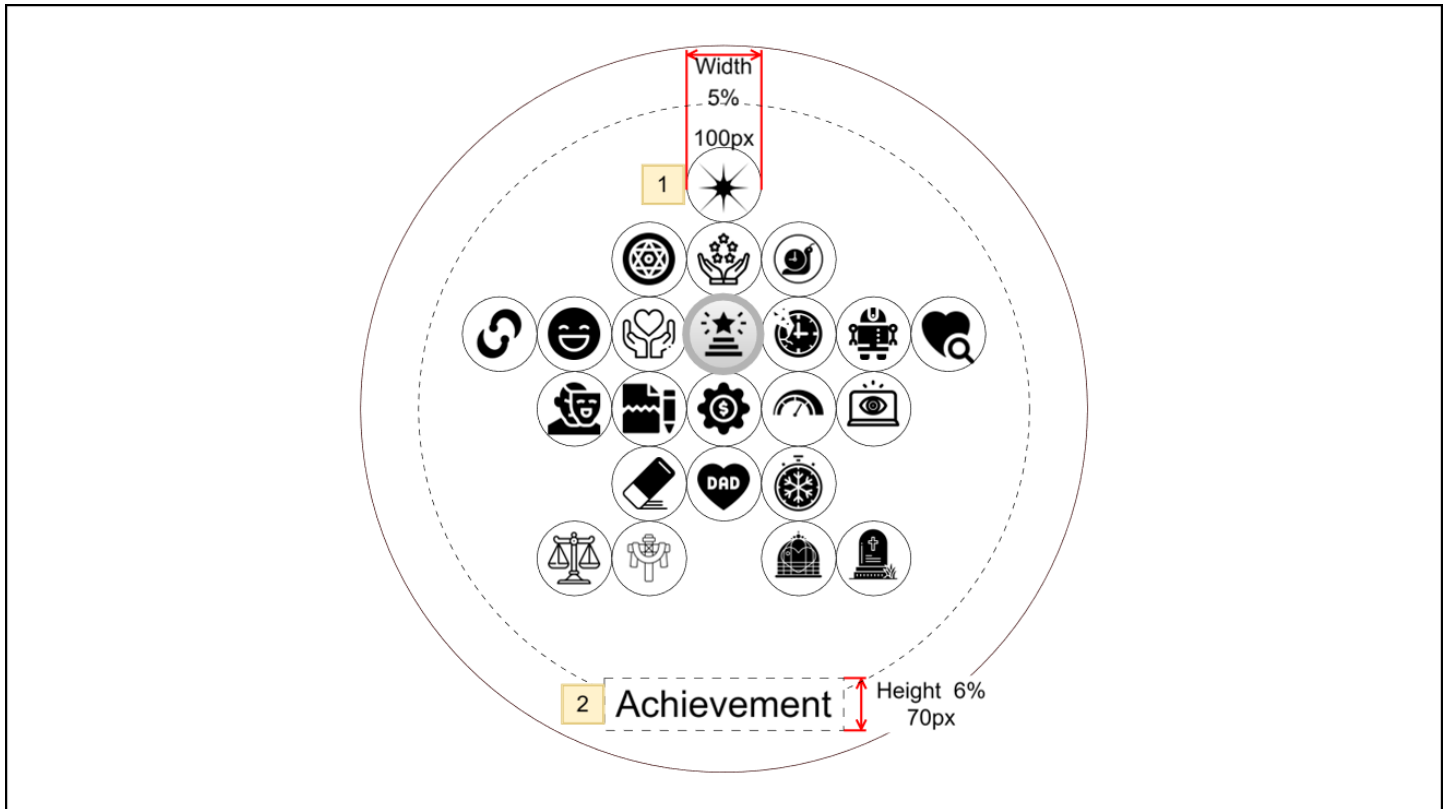 Width
5%
100px
1
$
DAD
2
Achievement
Height 6%
70px